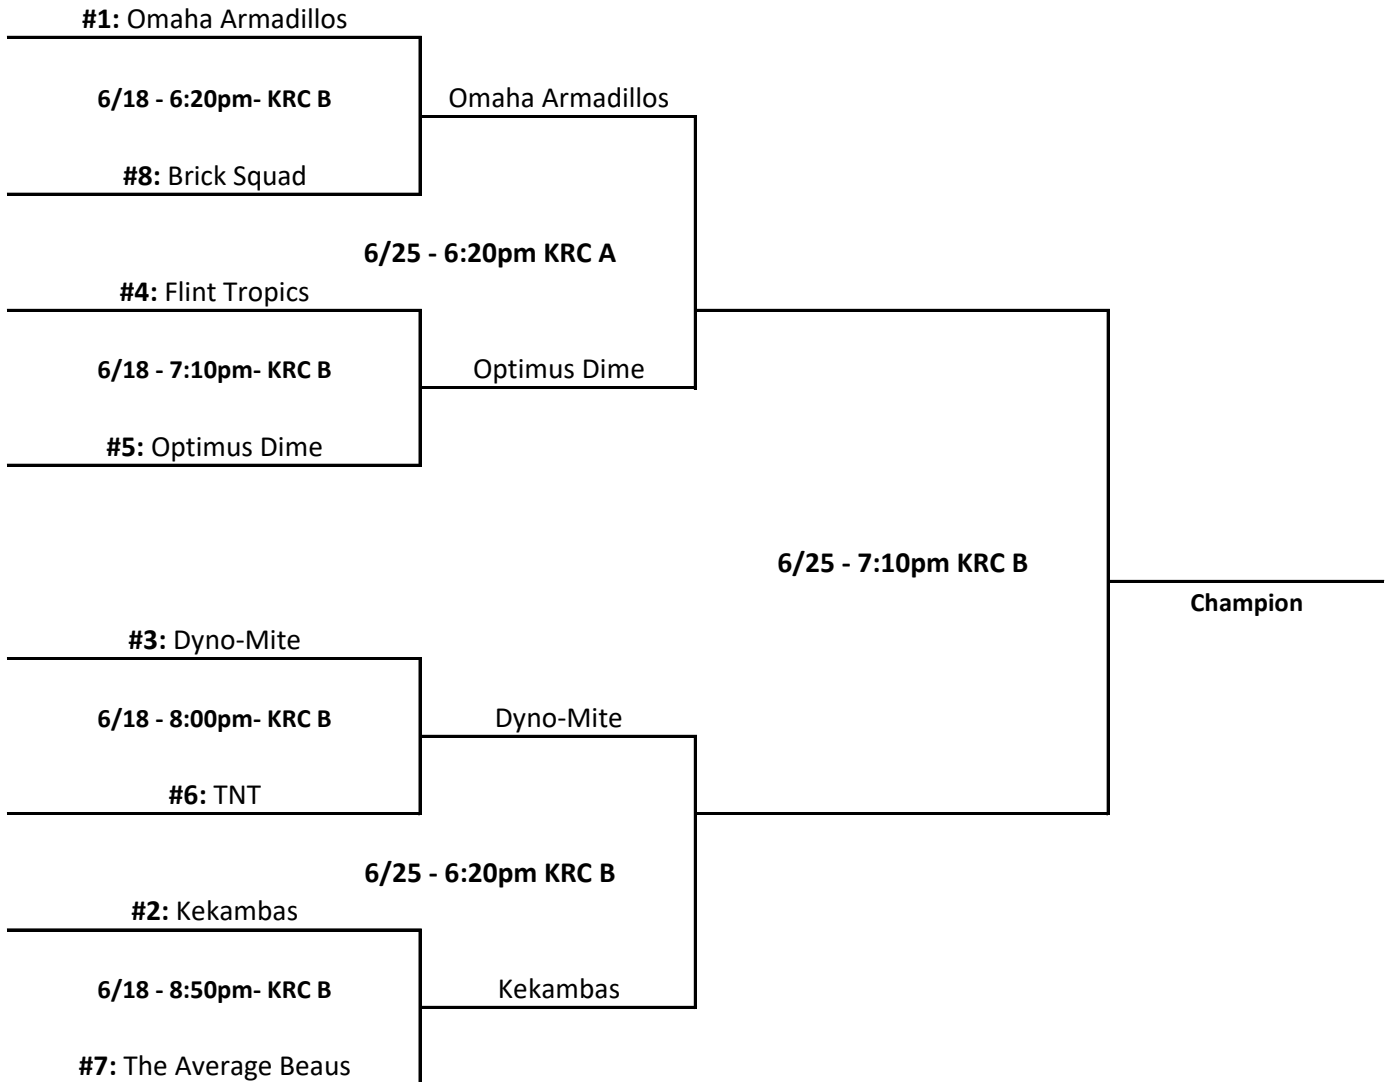 #1: Omaha Armadillos
6/18 - 6:20pm- KRC B
Omaha Armadillos
#8: Brick Squad
6/25 - 6:20pm KRC A
#4: Flint Tropics
6/18 - 7:10pm- KRC B
Optimus Dime
#5: Optimus Dime
6/25 - 7:10pm KRC B
Champion
#3: Dyno-Mite
6/18 - 8:00pm- KRC B
Dyno-Mite
#6: TNT
6/25 - 6:20pm KRC B
#2: Kekambas
6/18 - 8:50pm- KRC B
Kekambas
#7: The Average Beaus